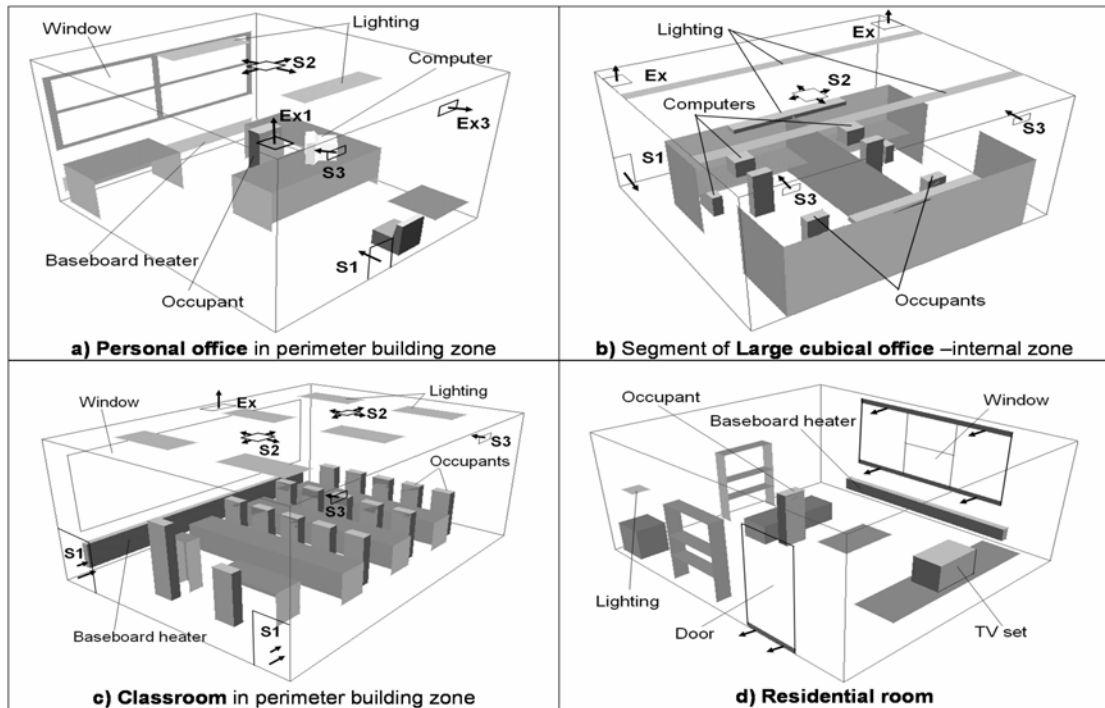 Window
Lighting
S2
Computer
Ex1
Ex3
S3
Baseboard heater
S1
Occupant
a) Personal office in perimeter building zone
Ex
Lighting
Ex
S2
Computers
S3
S1
S3
Occupants
b) Segment of Large cubical office –internal zone
Ex
Lighting
Window
S2
S2
S3
Occupants
S3
S1
S1
Baseboard heater
c) Classroom in perimeter building zone
Occupant
Baseboard heater
Window
Lighting
Door
TV set
d) Residential room